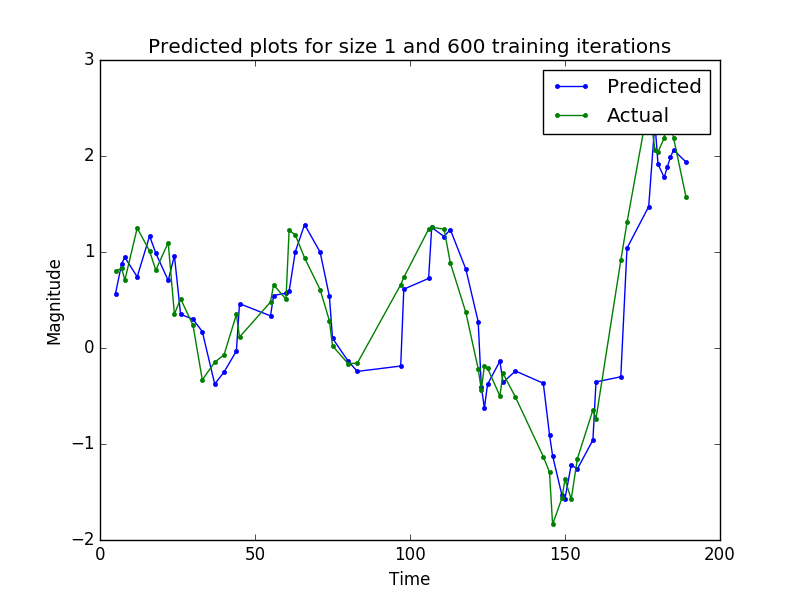 Predicted plots for size 1 and 600 training iterations
3
2
1
0
−1
−2
Magnitude
0 50 100 150 200
Time
Predicted
Actual